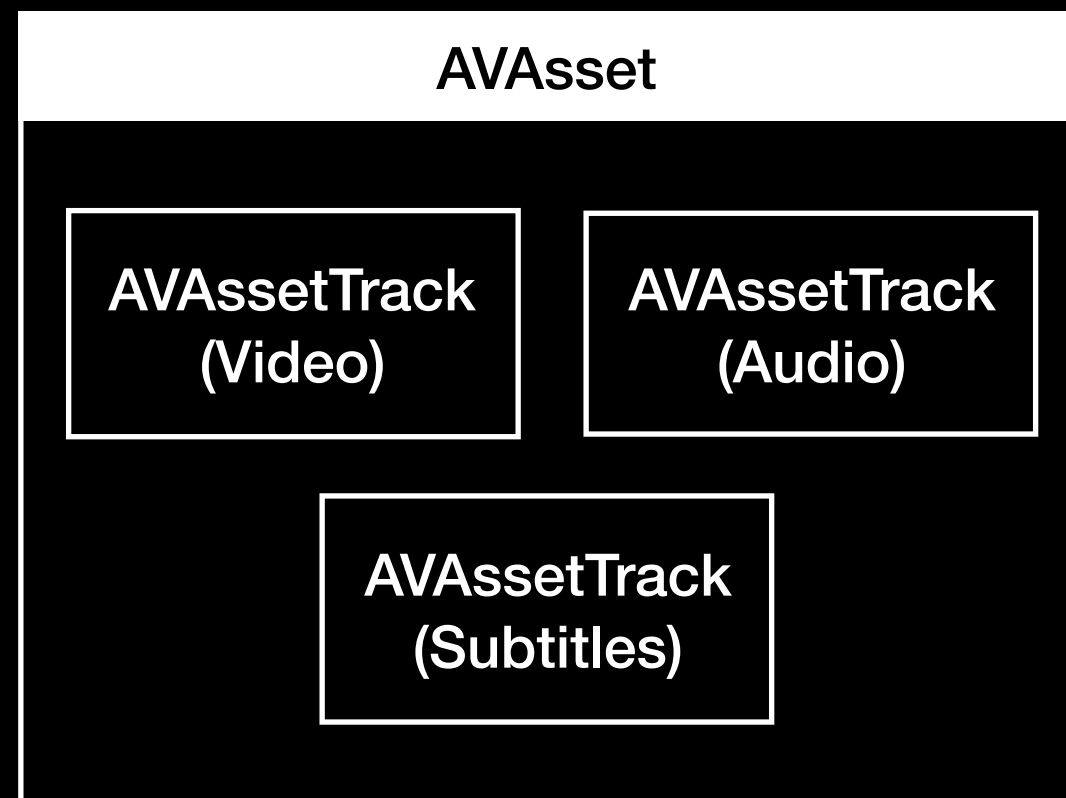 AVAsset
AVAssetTrack
(Video)
AVAssetTrack
(Audio)
AVAssetTrack
(Subtitles)